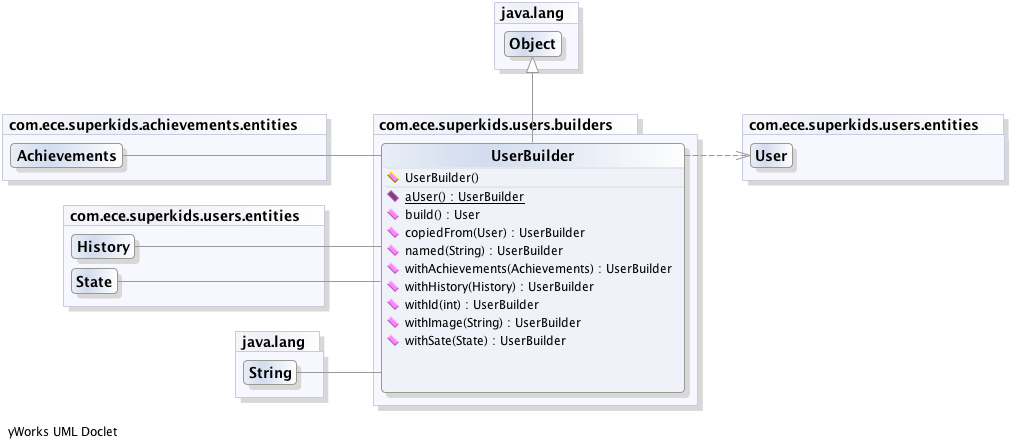 java.lang
Object
com.ece.superkids.achievements.entities
Achievements
com.ece.superkids.users.builders
UserBuilder
UserBuilder()
aUser() : UserBuilder
build() : User
copiedFrom(User) : UserBuilder
named(String) : UserBuilder
withAchievements(Achievements) : UserBuilder
withHistory(History) : UserBuilder
withId(int) : UserBuilder
withImage(String) : UserBuilder
withSate(State) : UserBuilder
com.ece.superkids.users.entities
User
com.ece.superkids.users.entities
History
State
java.lang
String
yWorks UML Doclet